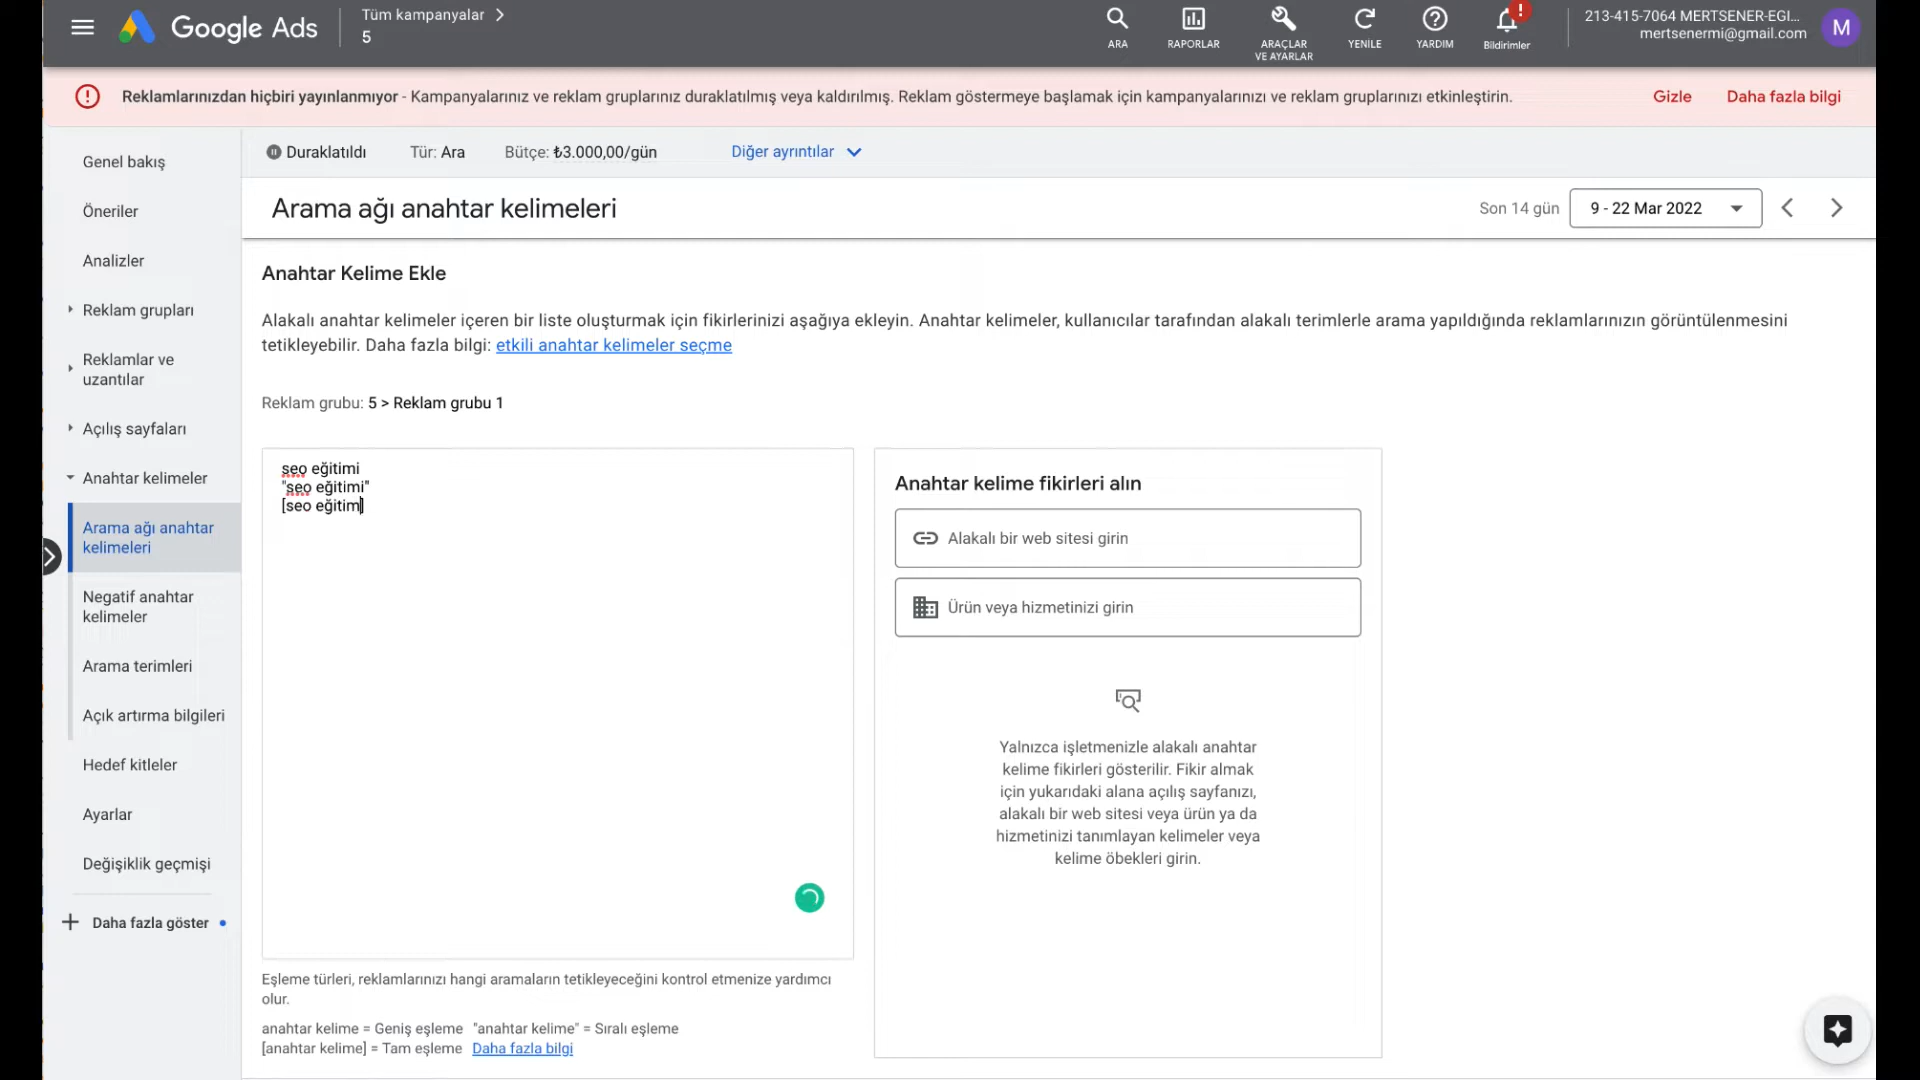 Google Ads
Tüm kampanyalar
5
ARA
RAPORLAR
ARAÇLAR
VE AYARLAR
YENİLE
YARDIM
!
Bildirimler
213-415-7064 MERTSENER-EGI...
mertsenermi@gmail.com
M
Reklamlarınızdan hiçbiri yayınlanmıyor - Kampanyalarınız ve reklam gruplarınız duraklatılmış veya kaldırılmış. Reklam göstermeye başlamak için kampanyalarınızı ve reklam gruplarınızı etkinleştirin.
Gizle
Daha fazla bilgi
Genel bakış
Öneriler
Analizler
Reklam grupları
Reklamlar ve
uzantılar
Açılış sayfaları
Anahtar kelimeler
Arama ağı anahtar
kelimeleri
Negatif anahtar
kelimeler
Arama terimleri
Açık artırma bilgileri
Hedef kitleler
Ayarlar
Değişiklik geçmişi
Daha fazla göster
Duraklatıldı
Tür: Ara
Bütçe: ₺3.000,00/gün
Diğer ayrıntılar
Arama ağı anahtar kelimeleri
Son 14 gün
9 - 22 Mar 2022
Anahtar Kelime Ekle
Alakalı anahtar kelimeler içeren bir liste oluşturmak için fikirlerinizi aşağıya ekleyin. Anahtar kelimeler, kullanıcılar tarafından alakalı terimlerle arama yapıldığında reklamlarınızın görüntülenmesini
tetikleyebilir. Daha fazla bilgi: etkili anahtar kelimeler seçme
Reklam grubu: 5 > Reklam grubu 1
seo eğitimi
"seo eğitimi"
[seo eğitim]
Anahtar kelime fikirleri alın
Alakalı bir web sitesi girin
Ürün veya hizmetinizi girin
Yalnızca işletmenizle alakalı anahtar
kelime fikirleri gösterilir. Fikir almak
için yukarıdaki alana açılış sayfanızı,
alakalı bir web sitesi veya ürün ya da
hizmetinizi tanımlayan kelimeler veya
kelime öbekleri girin.
Eşleme türleri, reklamlarınızı hangi aramaların tetikleyeceğini kontrol etmenize yardımcı
olur.
anahtar kelime = Geniş eşleme "anahtar kelime" = Sıralı eşleme
[anahtar kelime] = Tam eşleme Daha fazla bilgi